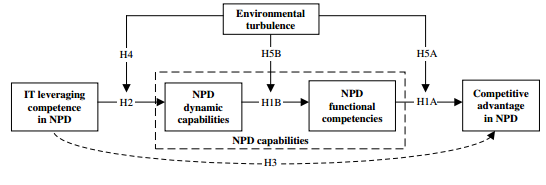 Environmental
turbulence
H4
H5B
H5A
IT leveraging
competence
in NPD
H2
NPD
dynamic
capabilities
H1B
NPD
functional
competencies
H1A
Competitive
advantage
in NPD
NPD capabilities
H3